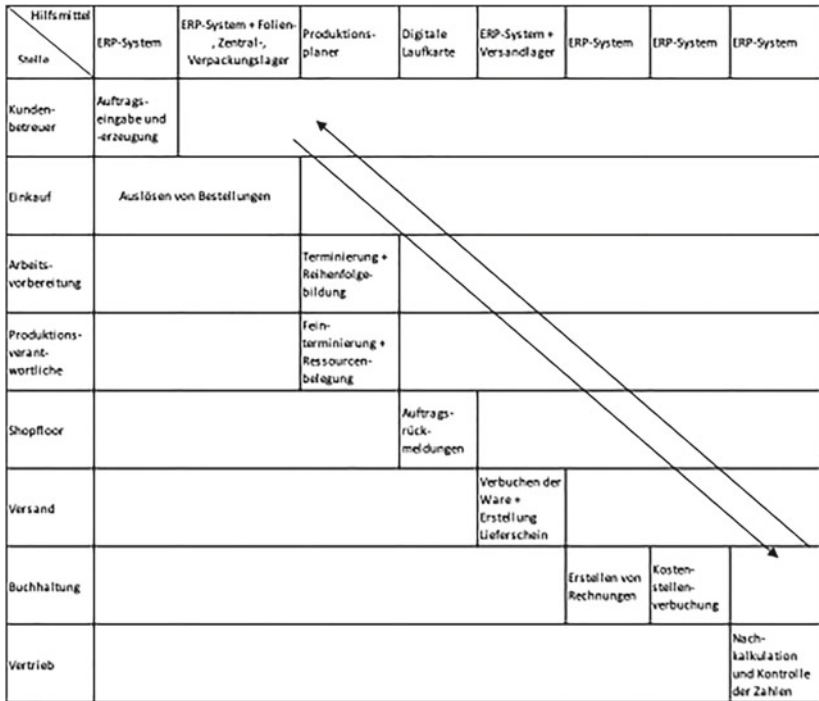 Hilfsmittel
Stelle
ERP-System
ERP-System + Folien-
, Zentral-,
Verpackungslager
Produktions-
planer
Digitale
Laufkarte
ERP-System +
Versandlager
ERP-System
ERP-System
ERP-System
Kunden-
betreuer
Auftrags-
eingabe und
-erzeugung
Einkauf
Auslösen von Bestellungen
Arbeits-
vorbereitung
Terminierung +
Reihenfolge-
bildung
Produktions-
verant-
wortliche
Fein-
terminierung +
Ressourcen-
belegung
Shopfloor
Auftrags-
rück-
meldungen
Versand
Verbuchen der
Ware +
Erstellung
Lieferschein
Buchhaltung
Erstellen von
Rechnungen
Kosten-
stellen-
verbuchung
Vertrieb
Nach-
kalkulation
und Kontrolle
der Zahlen